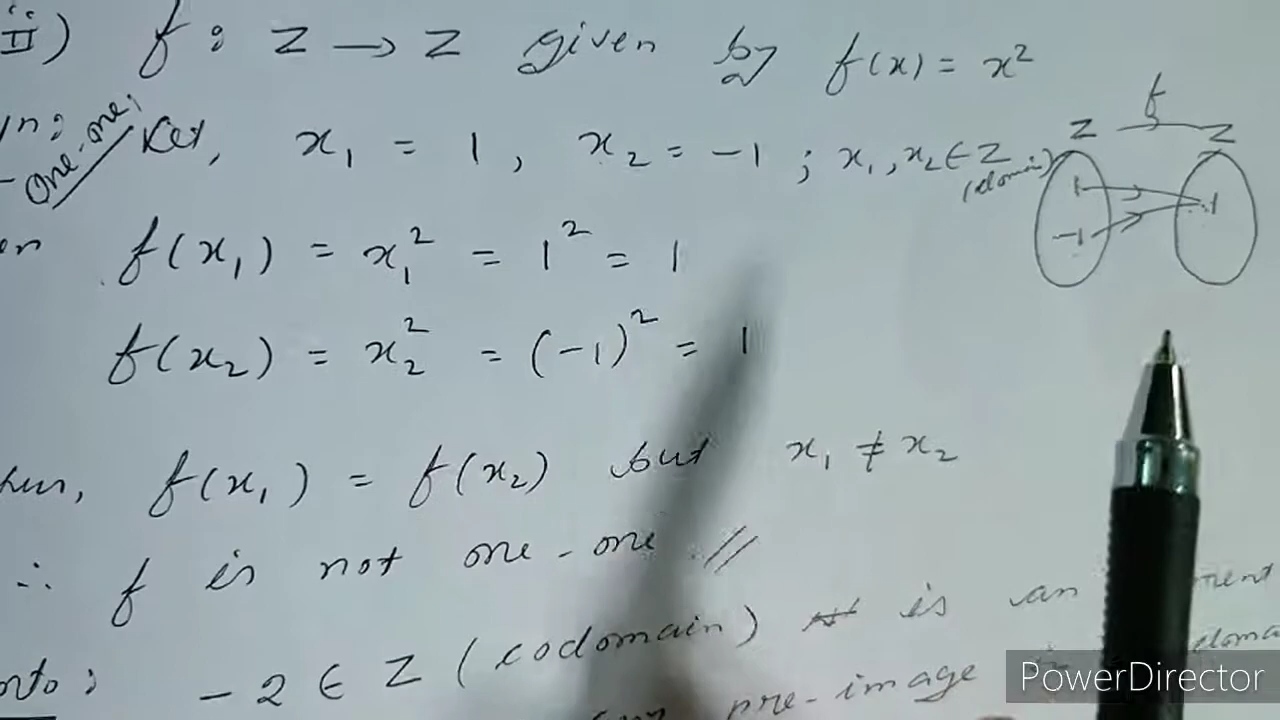 ii) f : Z → Z given by f(x) = x²
f
Z Z
One-one; Let, x₁ = 1, x₂ = -1 ; x₁, x₂ ∈ Z
(domain)
1 1
-1
f(x₁) = x₁² = 1² = 1
f(x₂) = x₂² = (-1)² = 1
f(x₁) = f(x₂) but x₁ ≠ x₂
∴ f is not one-one //
-2 ∈ Z (codomain) is an
pre-image
PowerDirector